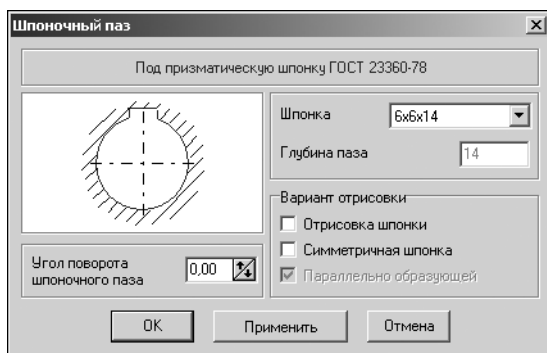 Шпоночный паз
Под призматическую шпонку ГОСТ 23360-78
Шпонка 6x6x14
Глубина паза 14
Вариант отрисовки
Отрисовка шпонки
Симметричная шпонка
Параллельно образующей
Угол поворота
шпоночного паза 0,00
OK Применить Отмена